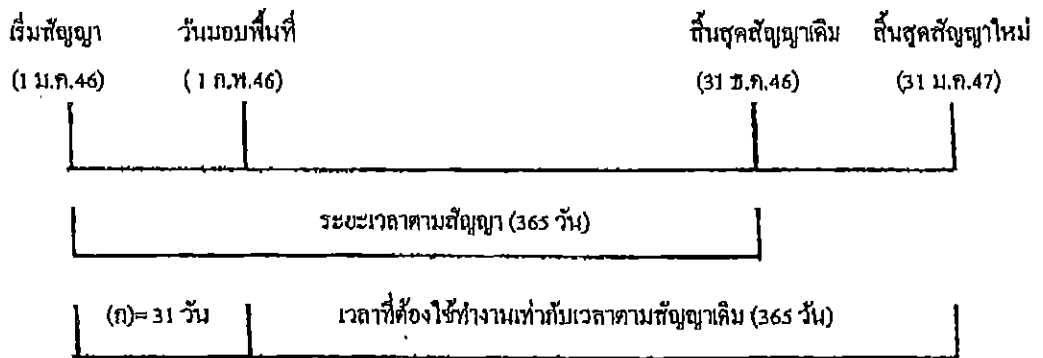 เริ่มสัญญา วันมอบพื้นที่ สิ้นสุดสัญญาเดิม สิ้นสุดสัญญาใหม่
(1 ม.ค.46) ( 1 ก.พ.46) (31 ธ.ค.46) (31 ม.ค.47)
ระยะเวลาตามสัญญา (365 วัน)
(ก)= 31 วัน เวลาที่ต้องใช้ทำงานเท่ากับเวลาตามสัญญาเดิม (365 วัน)